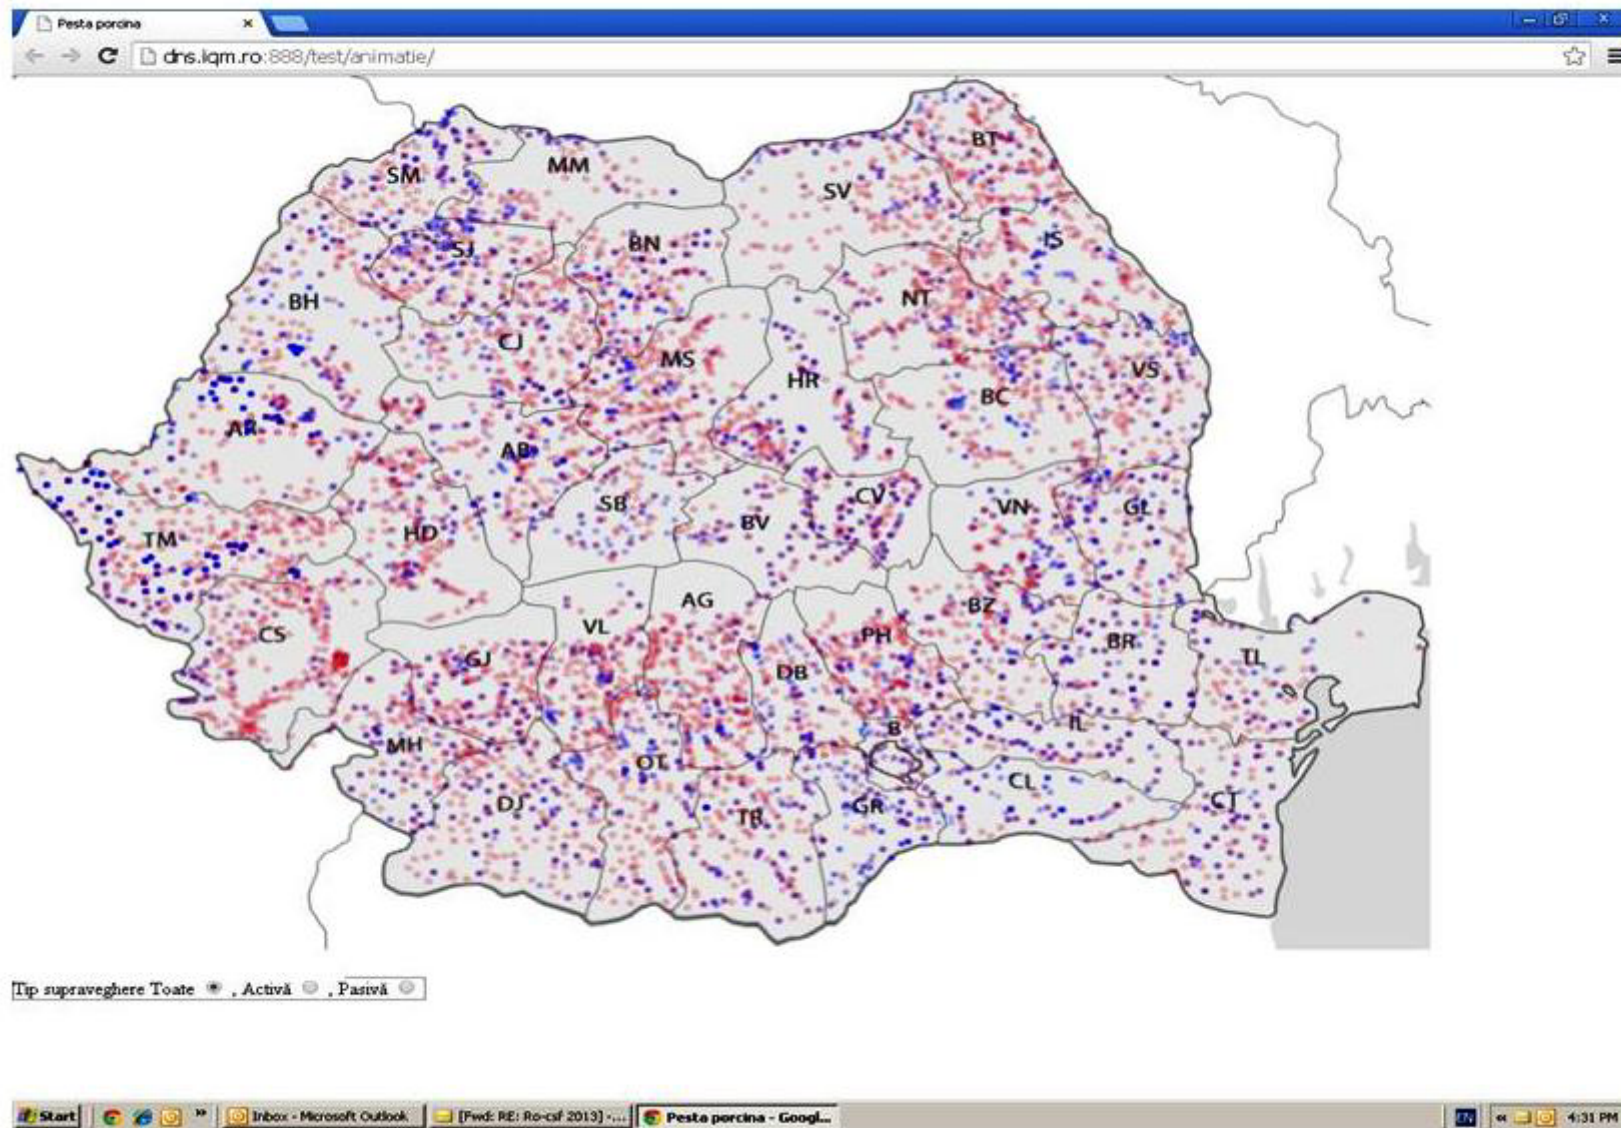 Pesta porcina
dns.iqm.ro:888/test/animatie/
BT
MM
SM
SV
IS
SJ
BN
NT
BH
CJ
MS
VS
HR
BC
AR
AB
CV
SB
VN
GL
BV
TM
HD
AG
BZ
VL
CS
PH
BR
TL
GJ
DB
IL
B
MH
OT
CL
DJ
GR
CT
TR
Tip supraveghere Toate , Activă , Pasivă
Start
Inbox - Microsoft Outlook
[Fwd: RE: Ro-csf 2013] -...
Pesta porcina - Googl...
EN
4:31 PM